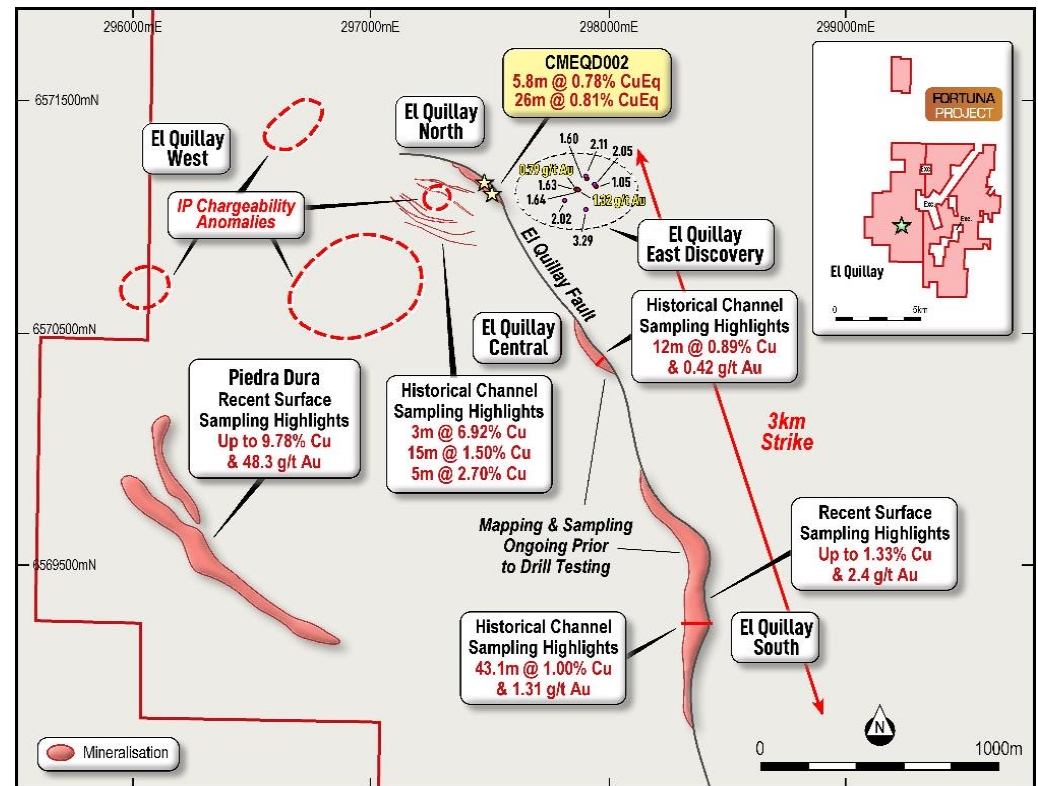 296000mE
297000mE
298000mE
299000mE
6571500mN
6570500mN
6569500mN
CMEQD002
5.8m @ 0.78% CuEq
26m @ 0.81% CuEq
El Quillay
North
El Quillay
West
IP Chargeability
Anomalies
1.60
2.11
2.05
0.79 g/t Au
1.63
1.05
1.64
1.32 g/t Au
2.02
3.29
El Quillay
East Discovery
El Quillay Fault
El Quillay
Central
Historical Channel
Sampling Highlights
12m @ 0.89% Cu
& 0.42 g/t Au
Piedra Dura
Recent Surface
Sampling Highlights
Up to 9.78% Cu
& 48.3 g/t Au
Historical Channel
Sampling Highlights
3m @ 6.92% Cu
15m @ 1.50% Cu
5m @ 2.70% Cu
3km
Strike
Mapping & Sampling
Ongoing Prior
to Drill Testing
Recent Surface
Sampling Highlights
Up to 1.33% Cu
& 2.4 g/t Au
Historical Channel
Sampling Highlights
43.1m @ 1.00% Cu
& 1.31 g/t Au
El Quillay
South
Mineralisation
N
0
1000m
FORTUNA
PROJECT
Exc.
Exc.
Exc.
El Quillay
0
5km